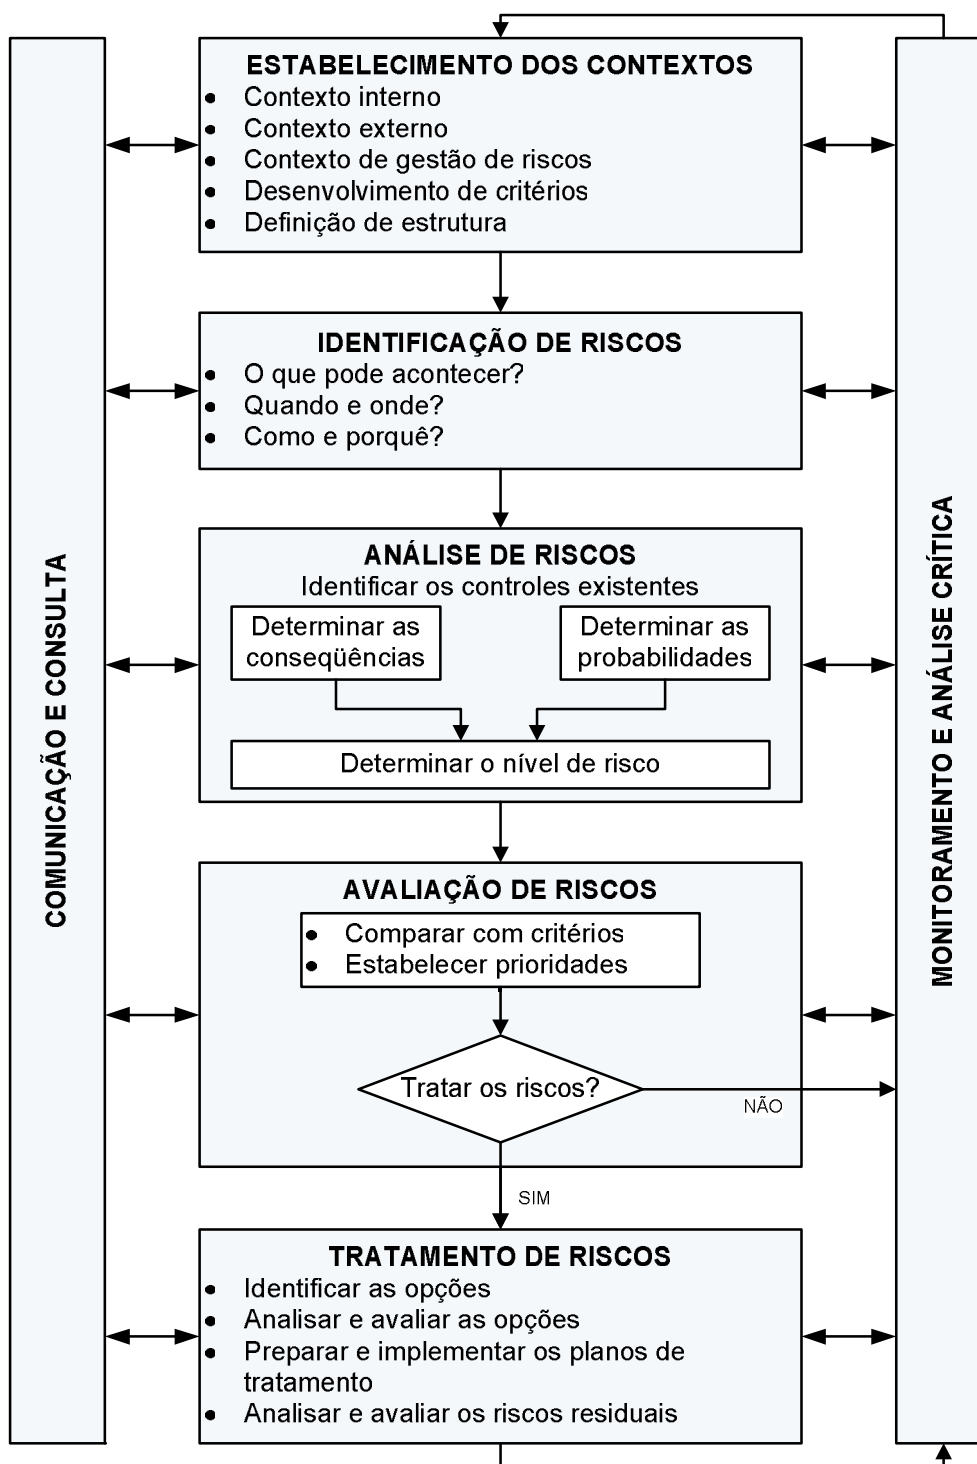 ESTABELECIMENTO DOS CONTEXTOS
• Contexto interno
• Contexto externo
• Contexto de gestão de riscos
• Desenvolvimento de critérios
• Definição de estrutura
IDENTIFICAÇÃO DE RISCOS
• O que pode acontecer?
• Quando e onde?
• Como e porquê?
ANÁLISE DE RISCOS
Identificar os controles existentes
Determinar as
conseqüências
Determinar as
probabilidades
Determinar o nível de risco
AVALIAÇÃO DE RISCOS
• Comparar com critérios
• Estabelecer prioridades
Tratar os riscos?
NÃO
SIM
TRATAMENTO DE RISCOS
• Identificar as opções
• Analisar e avaliar as opções
• Preparar e implementar os planos de
tratamento
• Analisar e avaliar os riscos residuais
COMUNICAÇÃO E CONSULTA
MONITORAMENTO E ANÁLISE CRÍTICA